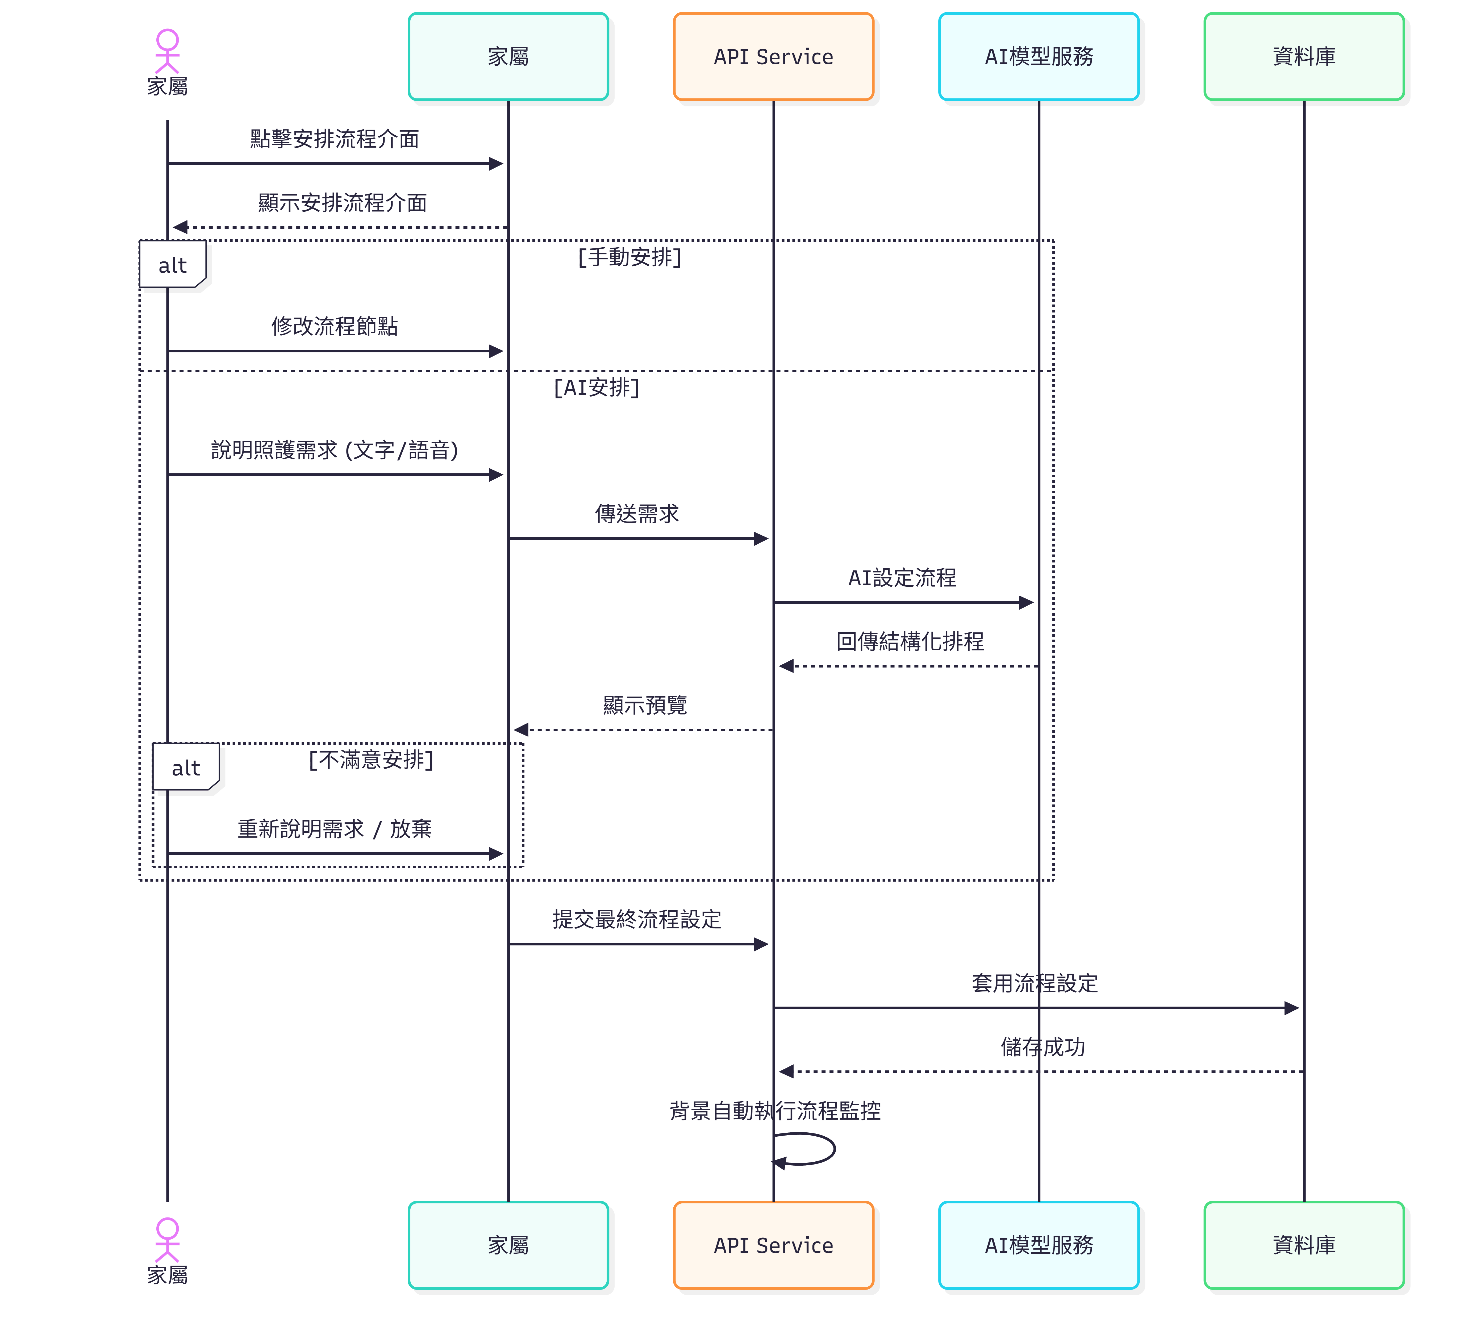 家屬
家屬
API Service
AI模型服務
資料庫
點擊安排流程介面
顯示安排流程介面
alt
[手動安排]
修改流程節點
[AI安排]
說明照護需求 (文字/語音)
傳送需求
AI設定流程
回傳結構化排程
顯示預覽
alt
[不滿意安排]
重新說明需求 / 放棄
提交最終流程設定
套用流程設定
儲存成功
背景自動執行流程監控
家屬
家屬
API Service
AI模型服務
資料庫